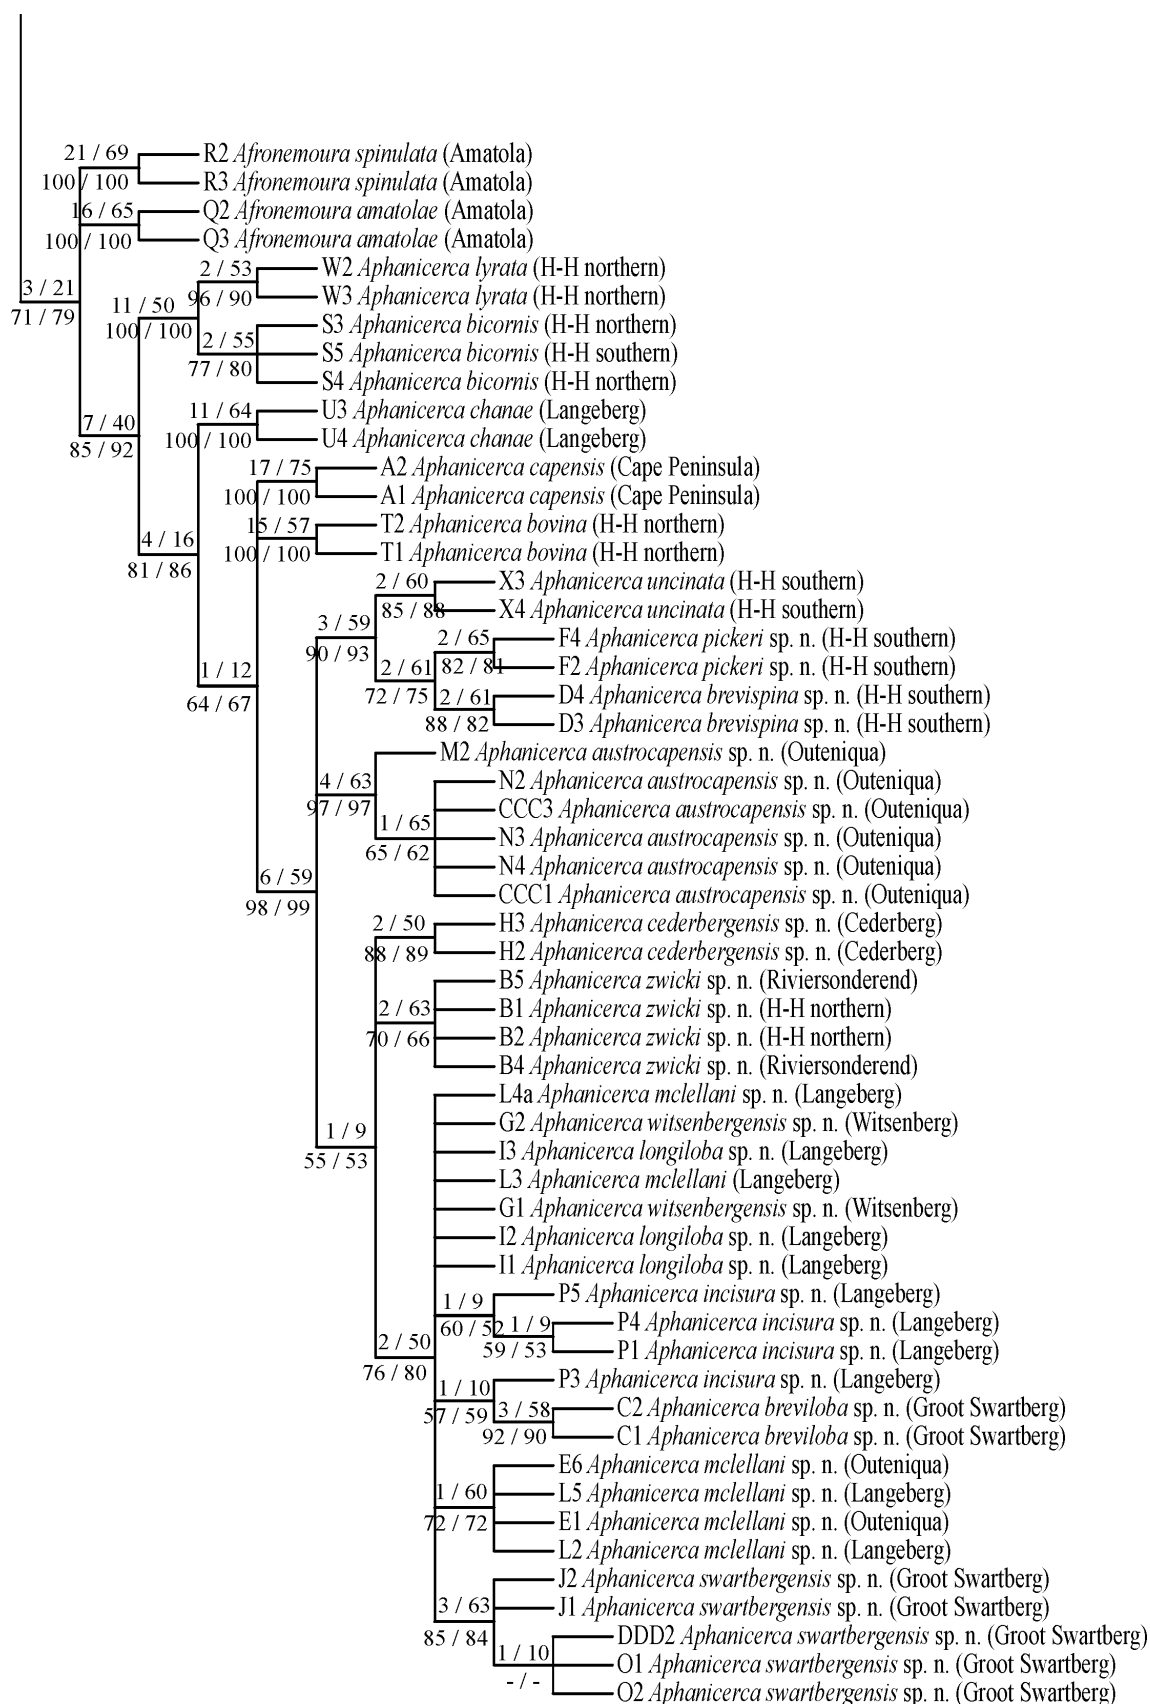 21 / 69
R2 Afronemoura spinulata (Amatola)
100 / 100
R3 Afronemoura spinulata (Amatola)
16 / 65
Q2 Afronemoura amatolae (Amatola)
100 / 100
Q3 Afronemoura amatolae (Amatola)
2 / 53
W2 Aphanicerca lyrata (H-H northern)
3 / 21
11 / 50
96 / 90
W3 Aphanicerca lyrata (H-H northern)
71 / 79
100 / 100
S3 Aphanicerca bicornis (H-H northern)
2 / 55
S5 Aphanicerca bicornis (H-H southern)
77 / 80
S4 Aphanicerca bicornis (H-H northern)
7 / 40
11 / 64
U3 Aphanicerca chanae (Langeberg)
85 / 92
100 / 100
U4 Aphanicerca chanae (Langeberg)
17 / 75
A2 Aphanicerca capensis (Cape Peninsula)
100 / 100
A1 Aphanicerca capensis (Cape Peninsula)
4 / 16
15 / 57
T2 Aphanicerca bovina (H-H northern)
81 / 86
100 / 100
T1 Aphanicerca bovina (H-H northern)
2 / 60
X3 Aphanicerca uncinata (H-H southern)
85 / 88
X4 Aphanicerca uncinata (H-H southern)
3 / 59
2 / 65
F4 Aphanicerca pickeri sp. n. (H-H southern)
90 / 93
1 / 12
2 / 61
82 / 81
F2 Aphanicerca pickeri sp. n. (H-H southern)
64 / 67
72 / 75
2 / 61
D4 Aphanicerca brevispina sp. n. (H-H southern)
88 / 82
D3 Aphanicerca brevispina sp. n. (H-H southern)
M2 Aphanicerca austrocapensis sp. n. (Outeniqua)
4 / 63
N2 Aphanicerca austrocapensis sp. n. (Outeniqua)
97 / 97
CCC3 Aphanicerca austrocapensis sp. n. (Outeniqua)
1 / 65
N3 Aphanicerca austrocapensis sp. n. (Outeniqua)
65 / 62
N4 Aphanicerca austrocapensis sp. n. (Outeniqua)
6 / 59
CCC1 Aphanicerca austrocapensis sp. n. (Outeniqua)
98 / 99
2 / 50
H3 Aphanicerca cederbergensis sp. n. (Cederberg)
88 / 89
H2 Aphanicerca cederbergensis sp. n. (Cederberg)
B5 Aphanicerca zwicki sp. n. (Riviersonderend)
2 / 63
B1 Aphanicerca zwicki sp. n. (H-H northern)
70 / 66
B2 Aphanicerca zwicki sp. n. (H-H northern)
B4 Aphanicerca zwicki sp. n. (Riviersonderend)
L4a Aphanicerca mclellani sp. n. (Langeberg)
1 / 9
G2 Aphanicerca witsenbergensis sp. n. (Witsenberg)
55 / 53
I3 Aphanicerca longiloba sp. n. (Langeberg)
L3 Aphanicerca mclellani (Langeberg)
G1 Aphanicerca witsenbergensis sp. n. (Witsenberg)
I2 Aphanicerca longiloba sp. n. (Langeberg)
I1 Aphanicerca longiloba sp. n. (Langeberg)
1 / 9
P5 Aphanicerca incisura sp. n. (Langeberg)
60 / 52
1 / 9
P4 Aphanicerca incisura sp. n. (Langeberg)
2 / 50
59 / 53
P1 Aphanicerca incisura sp. n. (Langeberg)
76 / 80
1 / 10
P3 Aphanicerca incisura sp. n. (Langeberg)
57 / 59
3 / 58
C2 Aphanicerca breviloba sp. n. (Groot Swartberg)
92 / 90
C1 Aphanicerca breviloba sp. n. (Groot Swartberg)
E6 Aphanicerca mclellani sp. n. (Outeniqua)
1 / 60
L5 Aphanicerca mclellani sp. n. (Langeberg)
72 / 72
E1 Aphanicerca mclellani sp. n. (Outeniqua)
L2 Aphanicerca mclellani sp. n. (Langeberg)
J2 Aphanicerca swartbergensis sp. n. (Groot Swartberg)
3 / 63
J1 Aphanicerca swartbergensis sp. n. (Groot Swartberg)
85 / 84
DDD2 Aphanicerca swartbergensis sp. n. (Groot Swartberg)
1 / 10
O1 Aphanicerca swartbergensis sp. n. (Groot Swartberg)
- / -
O2 Aphanicerca swartbergensis sp. n. (Groot Swartberg)